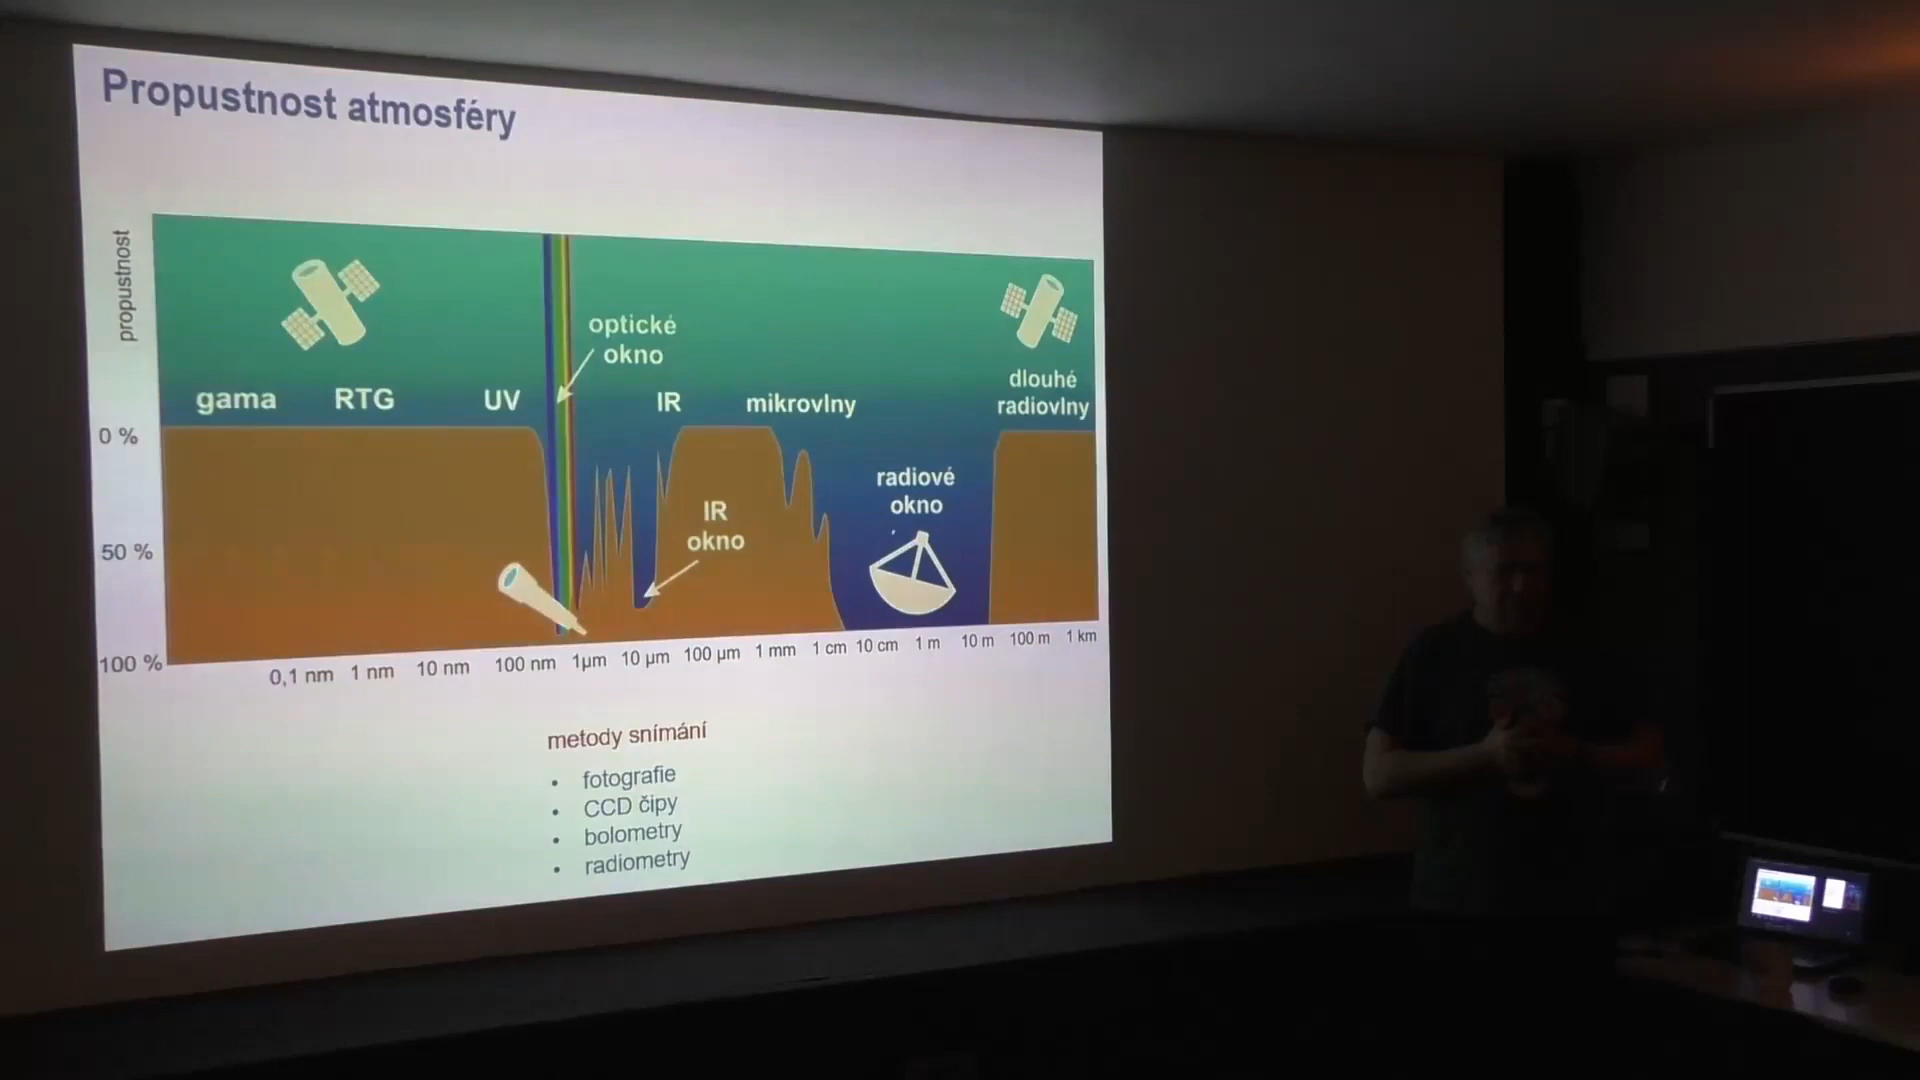 Propustnost atmosféry
propustnost
optické
okno
gama RTG UV IR mikrovlny
dlouhé
radiovlny
0 %
radiové
okno
IR
okno
50 %
100 %
0,1 nm 1 nm 10 nm 100 nm 1µm 10 µm 100 µm 1 mm 1 cm 10 cm 1 m 10 m 100 m 1 km
metody snímání
• fotografie
• CCD čipy
• bolometry
• radiometry